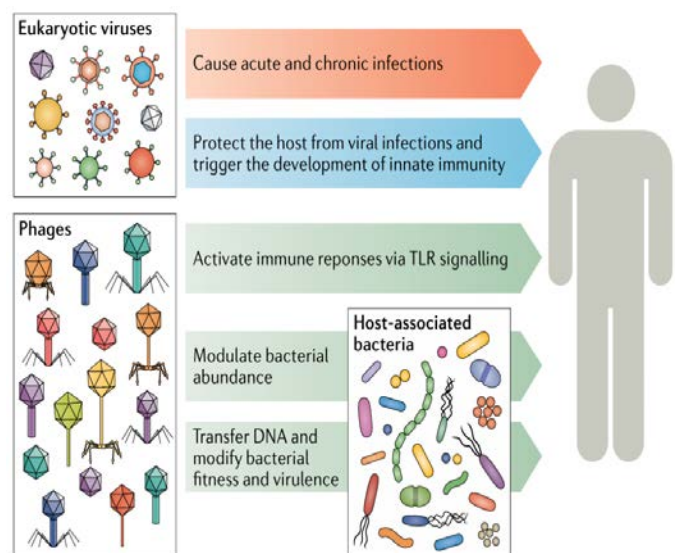 Eukaryotic viruses
Cause acute and chronic infections
Protect the host from viral infections and
trigger the development of innate immunity
Phages
Activate immune reponses via TLR signalling
Host-associated
bacteria
Modulate bacterial
abundance
Transfer DNA and
modify bacterial
fitness and virulence